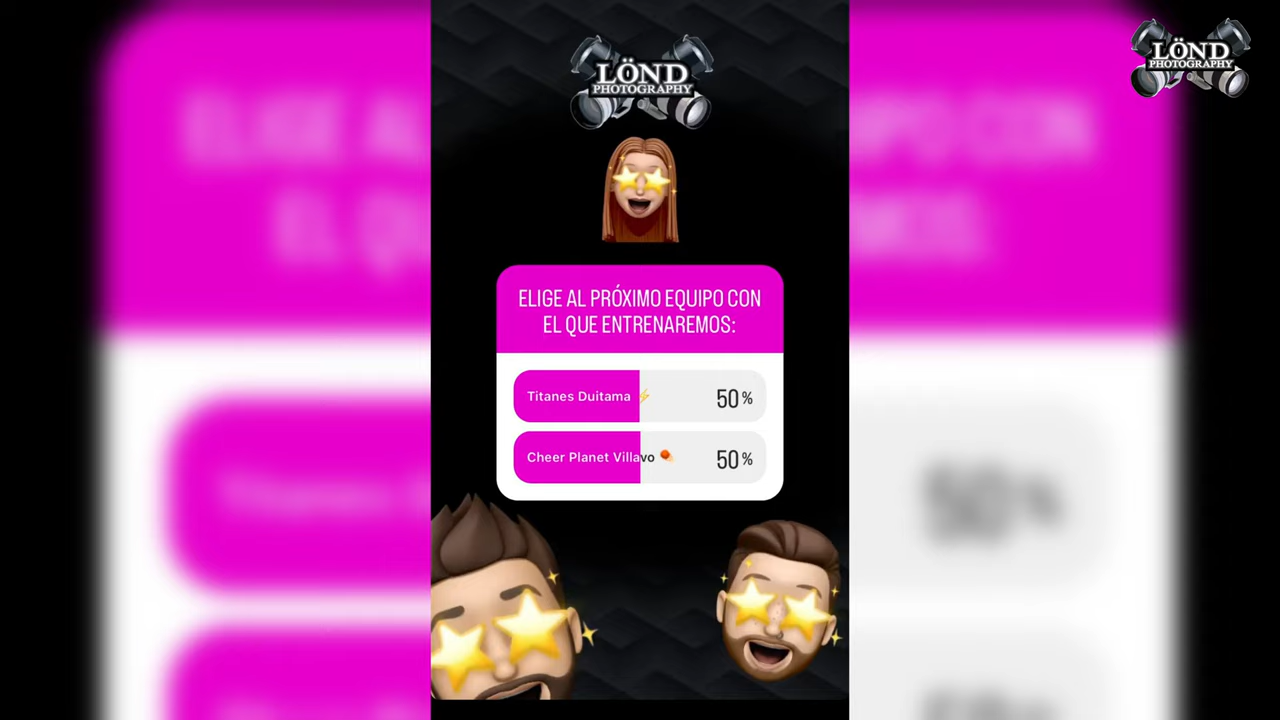 LÖND
PHOTOGRAPHY
LÖND
PHOTOGRAPHY
ELIGE AL PRÓXIMO EQUIPO CON
EL QUE ENTRENAREMOS:
Titanes Duitama ⚡ 50%
Cheer Planet Villavo ☄️ 50%